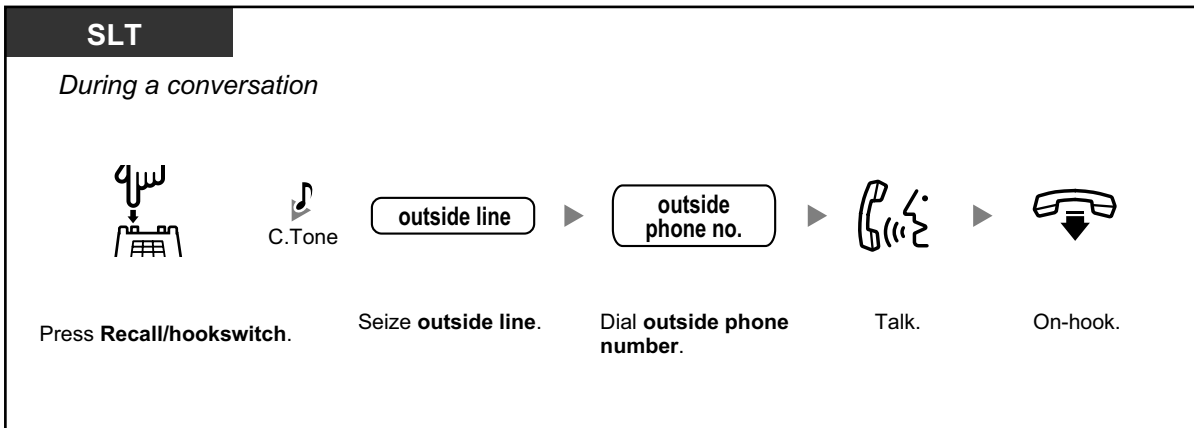 SLT
During a conversation
C.Tone
outside line
outside
phone no.
Press Recall/hookswitch.
Seize outside line.
Dial outside phone
number.
Talk.
On-hook.